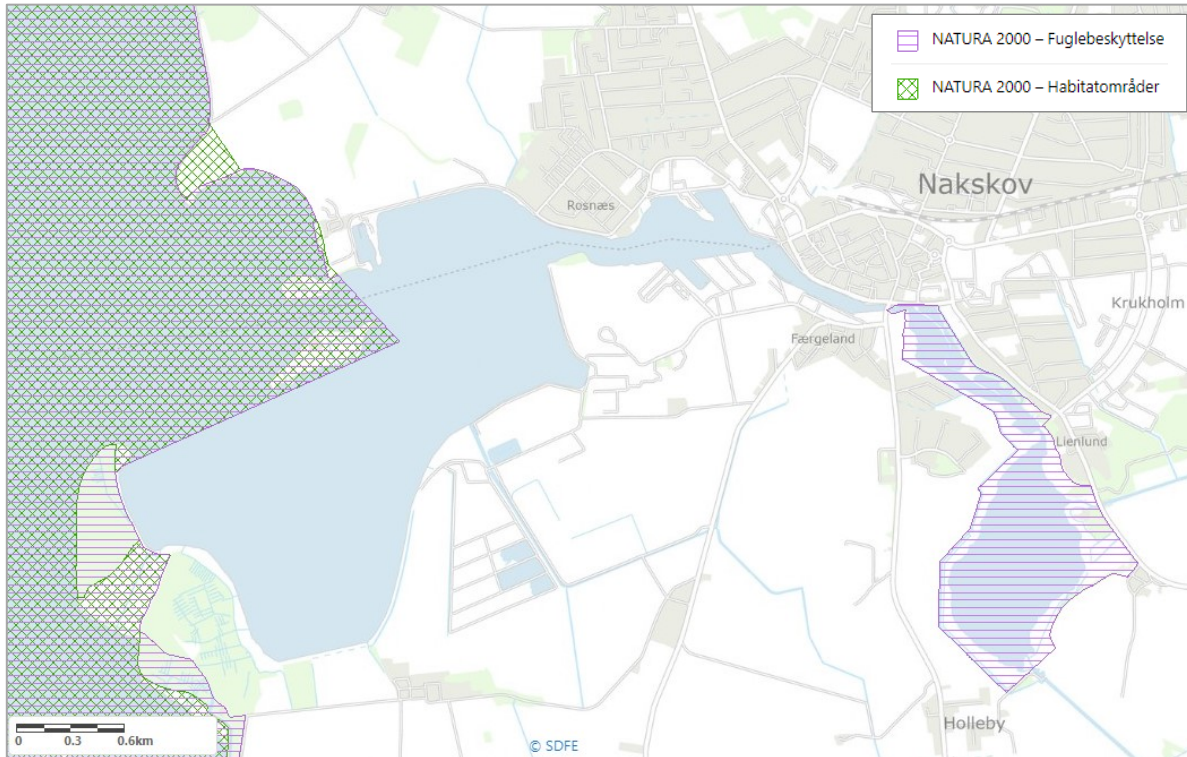 NATURA 2000 – Fuglebeskyttelse
NATURA 2000 – Habitatområder
Nakskov
Rosnæs
Krukholm
Færgeland
Lienlund
Holleby
0 0.3 0.6km
© SDFE